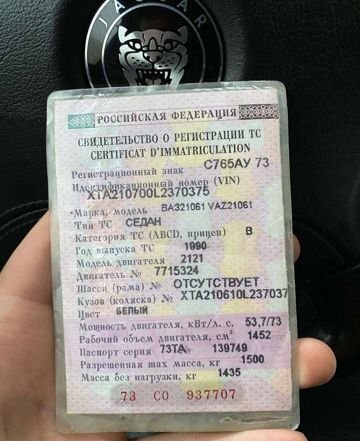 JAGUAR
РОССИЙСКАЯ ФЕДЕРАЦИЯ
СВИДЕТЕЛЬСТВО О РЕГИСТРАЦИИ ТС
CERTIFICAT D'IMMATRICULATION
Регистрационный знак С765АУ 73
Идентификационный номер (VIN)
XTA210700L2370375
Марка, модель ВАЗ21061 VAZ21061
Тип ТС СЕДАН
Категория ТС (ABCD, прицеп) В
Год выпуска ТС 1990
Модель двигателя 2121
Двигатель № 7715324
Шасси (рама) № ОТСУТСТВУЕТ
Кузов (коляска) № XTA210610L237037
Цвет БЕЛЫЙ
Мощность двигателя, кВт/л. с. 53,7/73
Рабочий объем двигателя, см³ 1452
Паспорт серия 73ТА № 139749
Разрешенная max масса, кг 1500
Масса без нагрузки, кг 1435
73 СО 937707